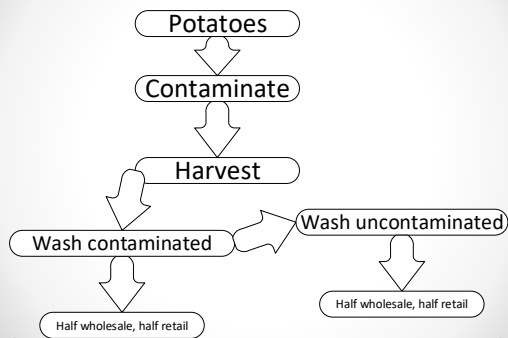 Potatoes
Contaminate
Harvest
Wash uncontaminated
Wash contaminated
Half wholesale, half retail
Half wholesale, half retail